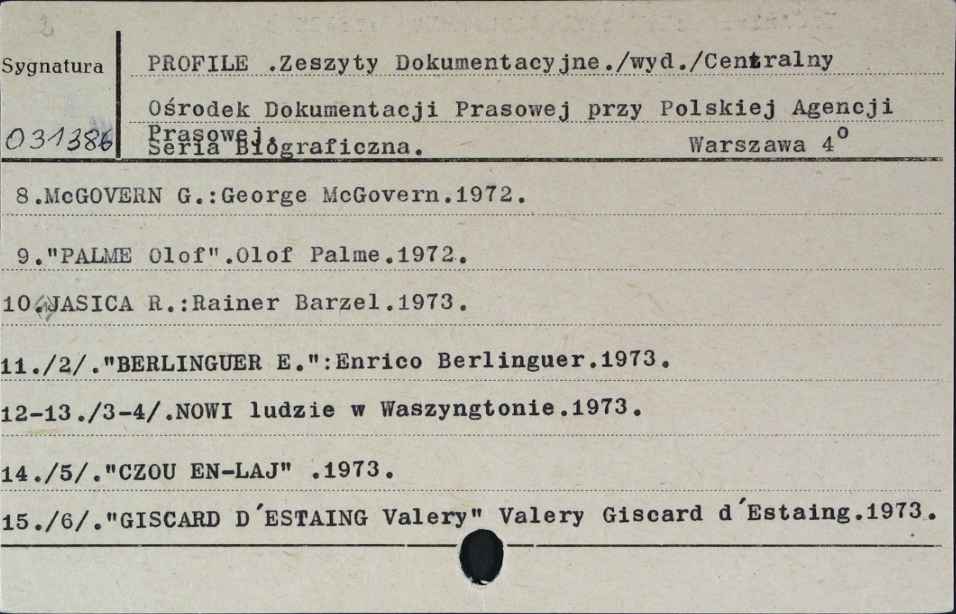 Sygnatura
PROFILE .Zeszyty Dokumentacyjne./wyd./Centralny
Ośrodek Dokumentacji Prasowej przy Polskiej Agencji
031386
Prasowej.
Seria Biograficzna. Warszawa 4°
8.McGOVERN G.:George McGovern.1972.
9."PALME Olof".Olof Palme.1972.
10.JASICA R.:Rainer Barzel.1973.
11./2/."BERLINGUER E.":Enrico Berlinguer.1973.
12-13./3-4/.NOWI ludzie w Waszyngtonie.1973.
14./5/."CZOU EN-LAJ" .1973.
15./6/."GISCARD D´ESTAING Valery" Valery Giscard d´Estaing.1973.